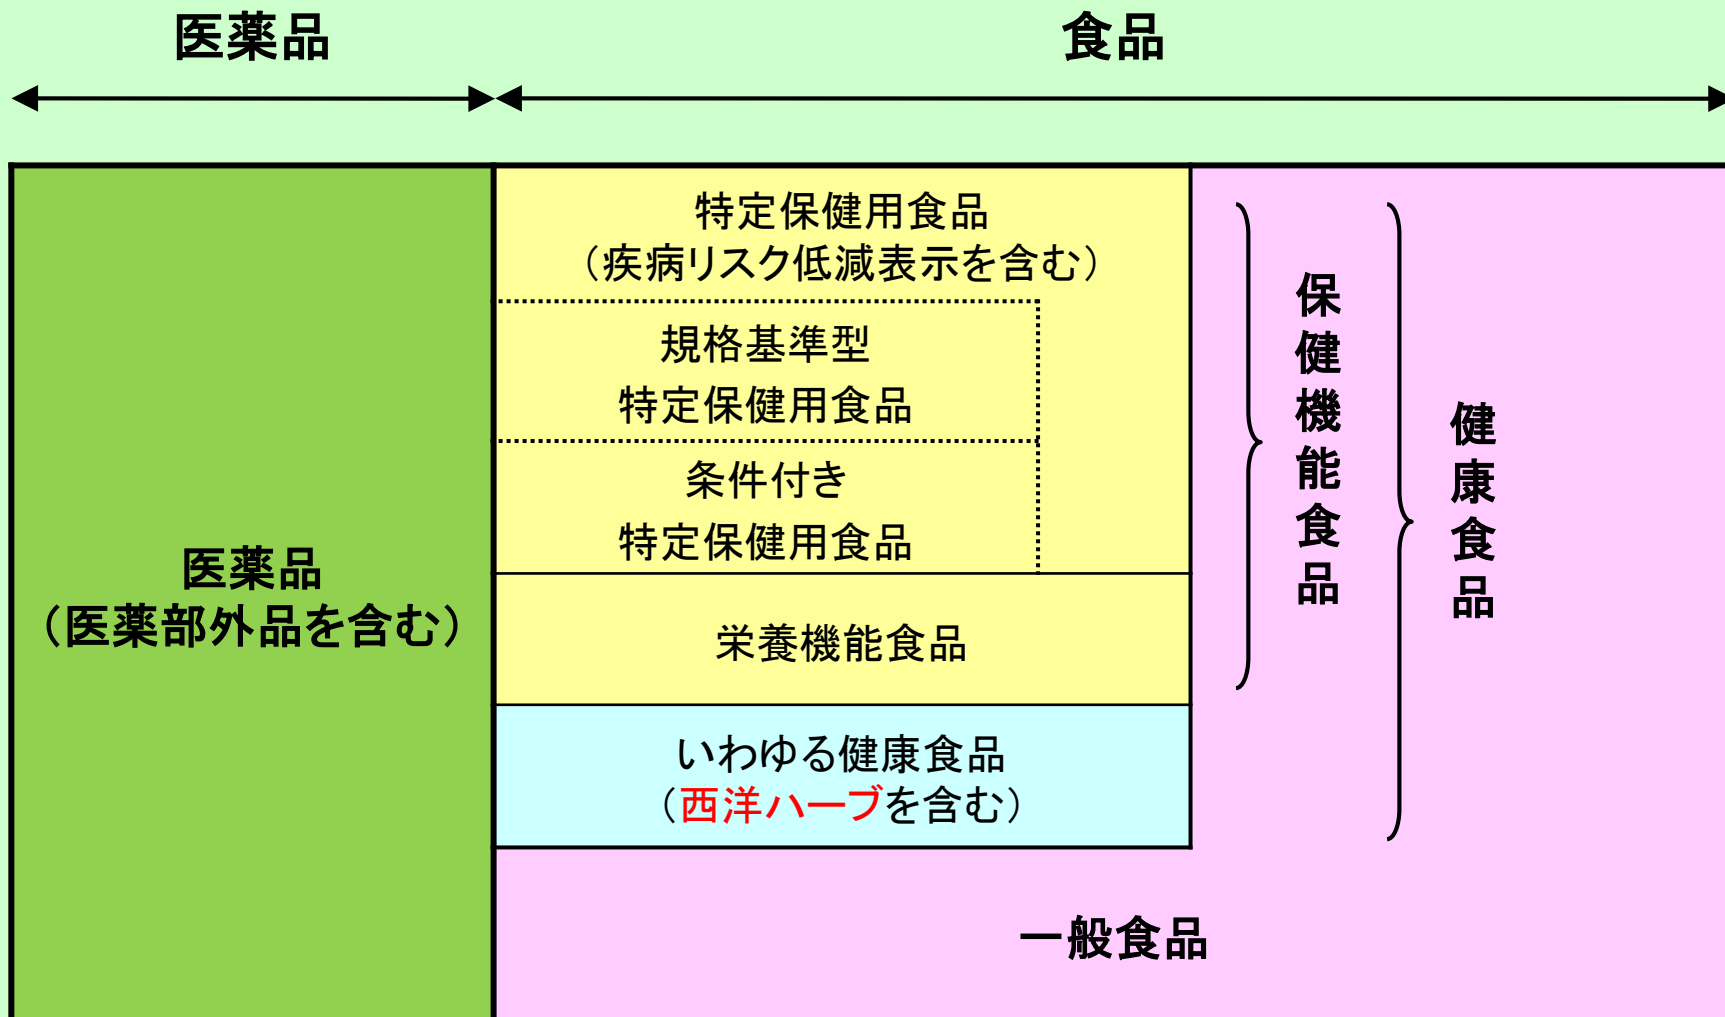 医薬品
食品
特定保健用食品
（疾病リスク低減表示を含む）
規格基準型
特定保健用食品
条件付き
特定保健用食品
栄養機能食品
いわゆる健康食品
（西洋ハーブを含む）
医薬品
（医薬部外品を含む）
保健機能食品
健康食品
一般食品